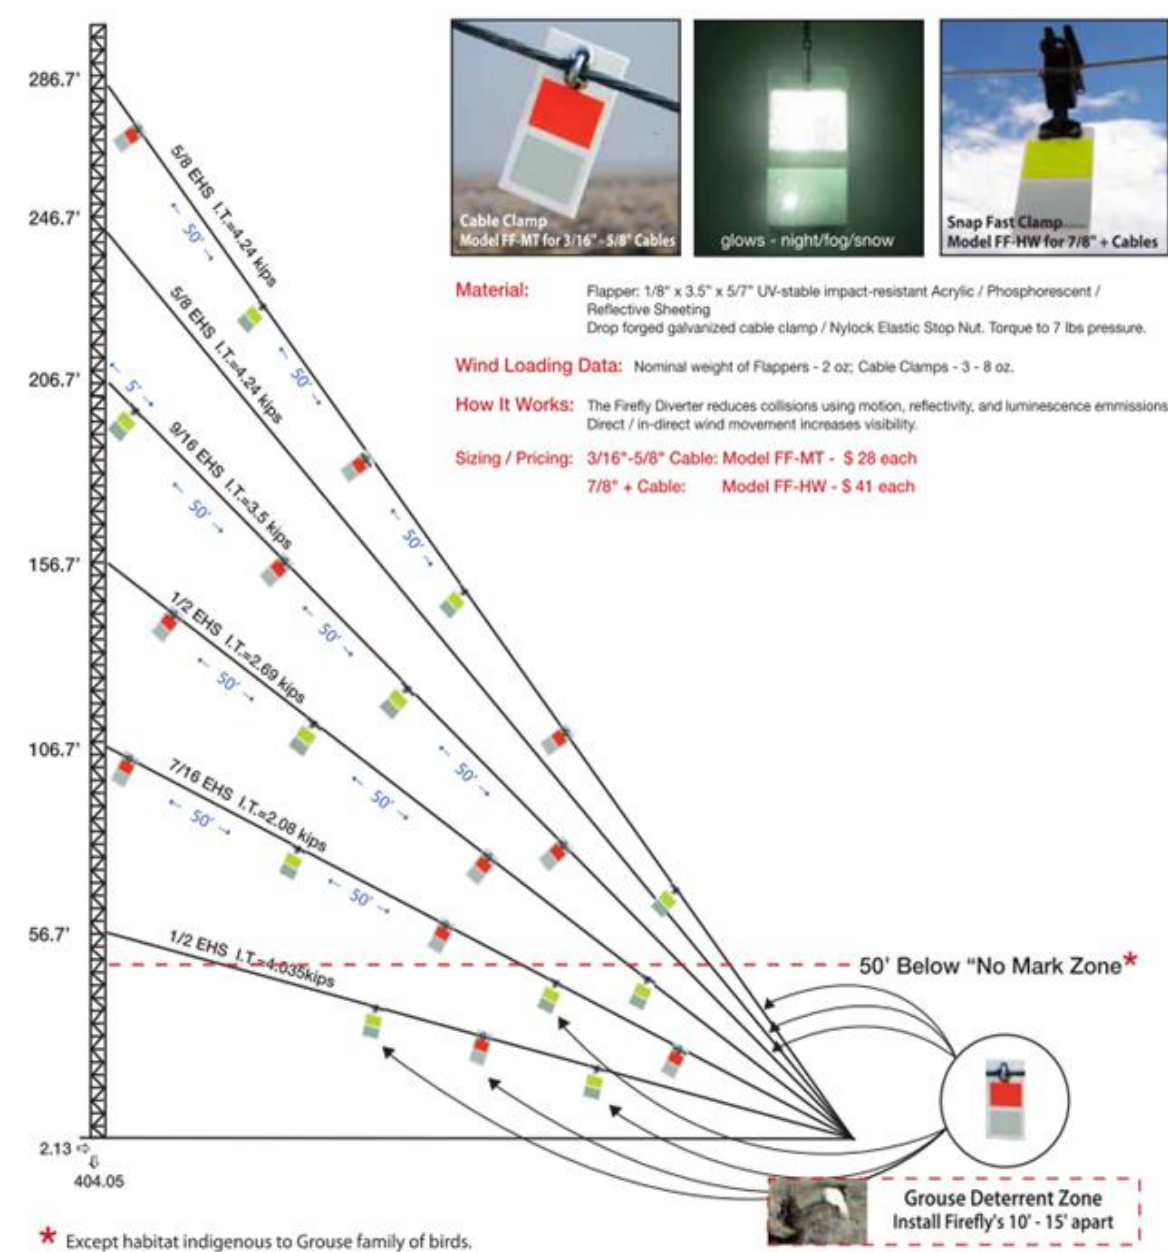 286.7'
246.7'
206.7'
156.7'
106.7'
56.7'
2.13
404.05
5/8 EHS I.T.=4.24 kips
50'
50'
50'
5/8 EHS I.T.=4.24 kips
5'
9/16 EHS I.T.=3.5 kips
50'
50'
50'
1/2 EHS I.T.=2.69 kips
50'
50'
7/16 EHS I.T.=2.08 kips
50'
50'
1/2 EHS I.T.=4.035kips
Cable Clamp
Model FF-MT for 3/16" - 5/8" Cables
glows - night/fog/snow
Snap Fast Clamp
Model FF-HW for 7/8" + Cables
Material: Flapper: 1/8" x 3.5" x 5/7" UV-stable impact-resistant Acrylic / Phosphorescent /
Reflective Sheeting
Drop forged galvanized cable clamp / Nylock Elastic Stop Nut. Torque to 7 lbs pressure.
Wind Loading Data: Nominal weight of Flappers - 2 oz; Cable Clamps - 3 - 8 oz.
How It Works: The Firefly Diverter reduces collisions using motion, reflectivity, and luminescence emmissions
Direct / in-direct wind movement increases visibility.
Sizing / Pricing: 3/16"-5/8" Cable: Model FF-MT - $ 28 each
7/8" + Cable: Model FF-HW - $ 41 each
50' Below "No Mark Zone*
Grouse Deterrent Zone
Install Firefly's 10' - 15' apart
* Except habitat indigenous to Grouse family of birds.